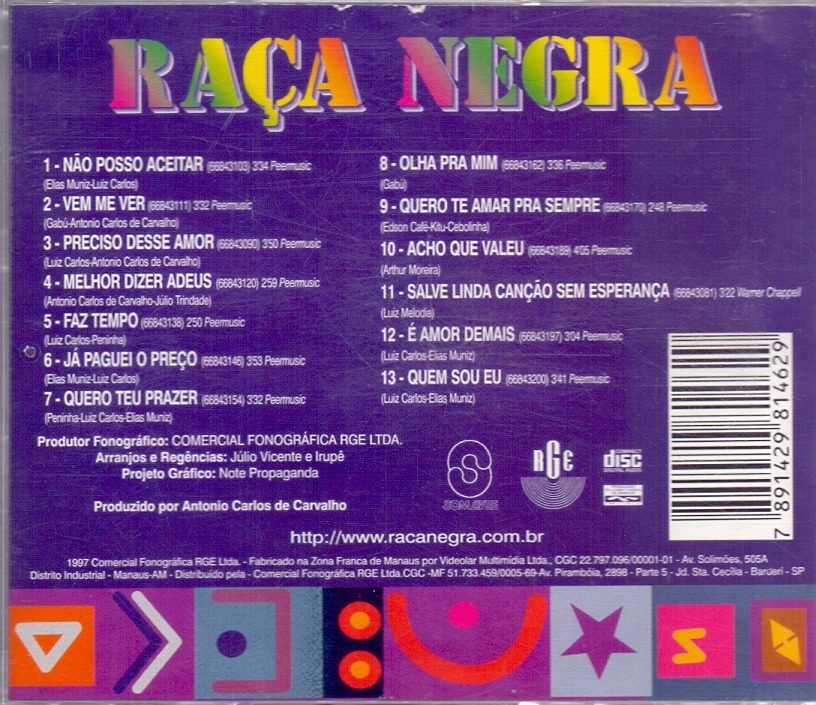 RAÇA NEGRA
1 - NÃO POSSO ACEITAR (66843103) 3'34 Peermusic
(Elias Muniz-Luiz Carlos)
2 - VEM ME VER (66843111) 3'32 Peermusic
(Gabú-Antonio Carlos de Carvalho)
3 - PRECISO DESSE AMOR (66843090) 3'50 Peermusic
(Luiz Carlos-Antonio Carlos de Carvalho)
4 - MELHOR DIZER ADEUS (66843120) 2'59 Peermusic
(Antonio Carlos de Carvalho-Júlio Trindade)
5 - FAZ TEMPO (66843138) 2'50 Peermusic
(Luiz Carlos-Peninha)
6 - JÁ PAGUEI O PREÇO (66843146) 3'53 Peermusic
(Elias Muniz-Luiz Carlos)
7 - QUERO TEU PRAZER (66843154) 3'32 Peermusic
(Peninha-Luiz Carlos-Elias Muniz)
8 - OLHA PRA MIM (66843162) 3'36 Peermusic
(Gabú)
9 - QUERO TE AMAR PRA SEMPRE (66843170) 2'48 Peermusic
(Edson Café-Kitu-Cebolinha)
10 - ACHO QUE VALEU (66843189) 4'05 Peermusic
(Arthur Moreira)
11 - SALVE LINDA CANÇÃO SEM ESPERANÇA (66843081) 3'22 Warner Chappell
(Luiz Melodia)
12 - É AMOR DEMAIS (66843197) 3'04 Peermusic
(Luiz Carlos-Elias Muniz)
13 - QUEM SOU EU (66843200) 3'41 Peermusic
(Luiz Carlos-Elias Muniz)
Produtor Fonográfico: COMERCIAL FONOGRÁFICA RGE LTDA.
Arranjos e Regências: Júlio Vicente e Irupê
Projeto Gráfico: Note Propaganda
Produzido por Antonio Carlos de Carvalho
SOM LIVRE
RGE
disc
DIGITAL AUDIO
7 891429 814629
http://www.racanegra.com.br
1997 Comercial Fonográfica RGE Ltda. - Fabricado na Zona Franca de Manaus por Videolar Multimídia Ltda., CGC 22.797.096/00001-01 - Av. Solimões, 505A
Distrito Industrial - Manaus-AM - Distribuido pela - Comercial Fonográfica RGE Ltda.CGC -MF 51.733.459/0005-69-Av. Pirambóia, 2898 - Parte 5 - Jd. Sta. Cecília - Barueri - SP